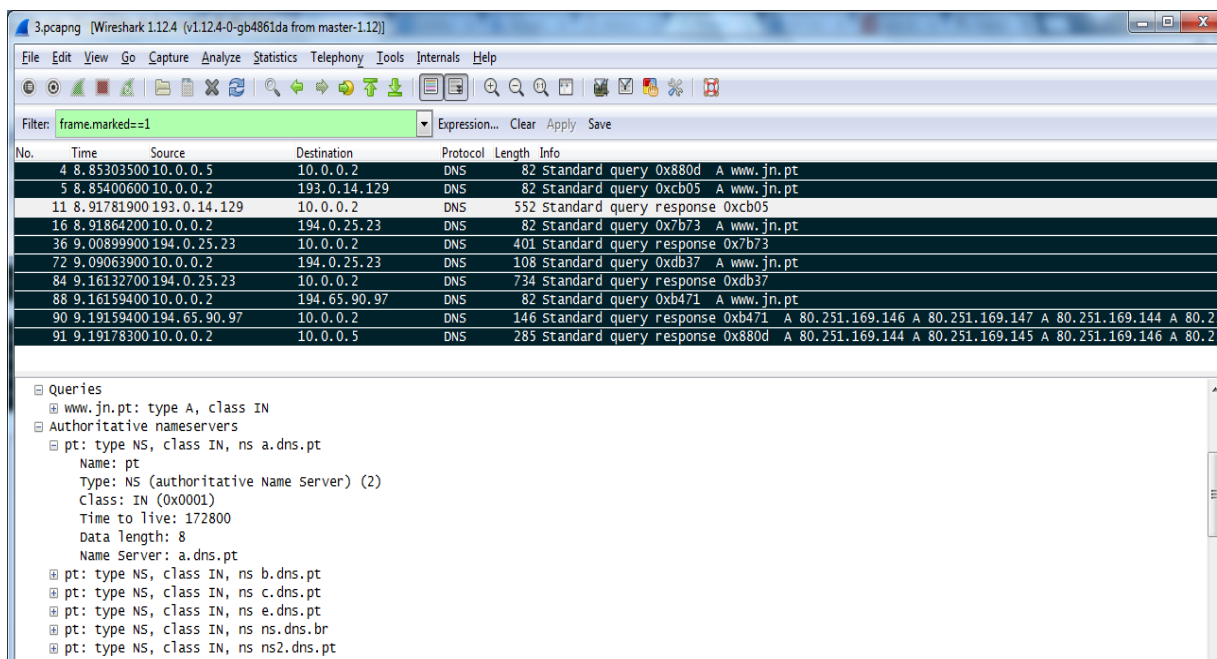 3.pcapng [Wireshark 1.12.4 (v1.12.4-0-gb4861da from master-1.12)]
File Edit View Go Capture Analyze Statistics Telephony Tools Internals Help
Filter: frame.marked==1 Expression... Clear Apply Save
No. Time Source Destination Protocol Length Info
4 8.85303500 10.0.0.5 10.0.0.2 DNS 82 Standard query 0x880d A www.jn.pt
5 8.85400600 10.0.0.2 193.0.14.129 DNS 82 Standard query 0xcb05 A www.jn.pt
11 8.91781900 193.0.14.129 10.0.0.2 DNS 552 Standard query response 0xcb05
16 8.91864200 10.0.0.2 194.0.25.23 DNS 82 Standard query 0x7b73 A www.jn.pt
36 9.00899900 194.0.25.23 10.0.0.2 DNS 401 Standard query response 0x7b73
72 9.09063900 10.0.0.2 194.0.25.23 DNS 108 Standard query 0xdb37 A www.jn.pt
84 9.16132700 194.0.25.23 10.0.0.2 DNS 734 Standard query response 0xdb37
88 9.16159400 10.0.0.2 194.65.90.97 DNS 82 Standard query 0xb471 A www.jn.pt
90 9.19159400 194.65.90.97 10.0.0.2 DNS 146 Standard query response 0xb471 A 80.251.169.146 A 80.251.169.147 A 80.251.169.144 A 80.2
91 9.19178300 10.0.0.2 10.0.0.5 DNS 285 Standard query response 0x880d A 80.251.169.144 A 80.251.169.145 A 80.251.169.146 A 80.2
Queries
www.jn.pt: type A, class IN
Authoritative nameservers
pt: type NS, class IN, ns a.dns.pt
Name: pt
Type: NS (authoritative Name Server) (2)
Class: IN (0x0001)
Time to live: 172800
Data length: 8
Name Server: a.dns.pt
pt: type NS, class IN, ns b.dns.pt
pt: type NS, class IN, ns c.dns.pt
pt: type NS, class IN, ns e.dns.pt
pt: type NS, class IN, ns ns.dns.br
pt: type NS, class IN, ns ns2.dns.pt